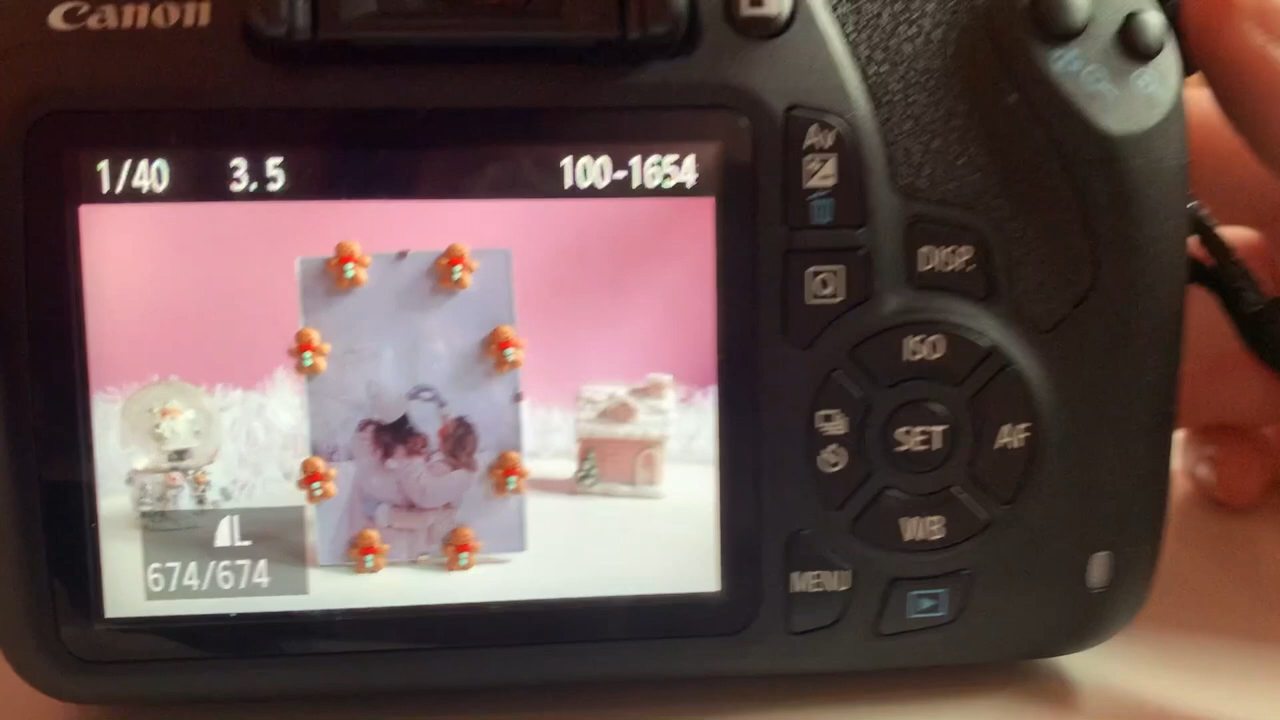 Canon
1/40 3.5 100-1654
Av
DISP.
ISO
SET
AF
WB
MENU
L
674/674